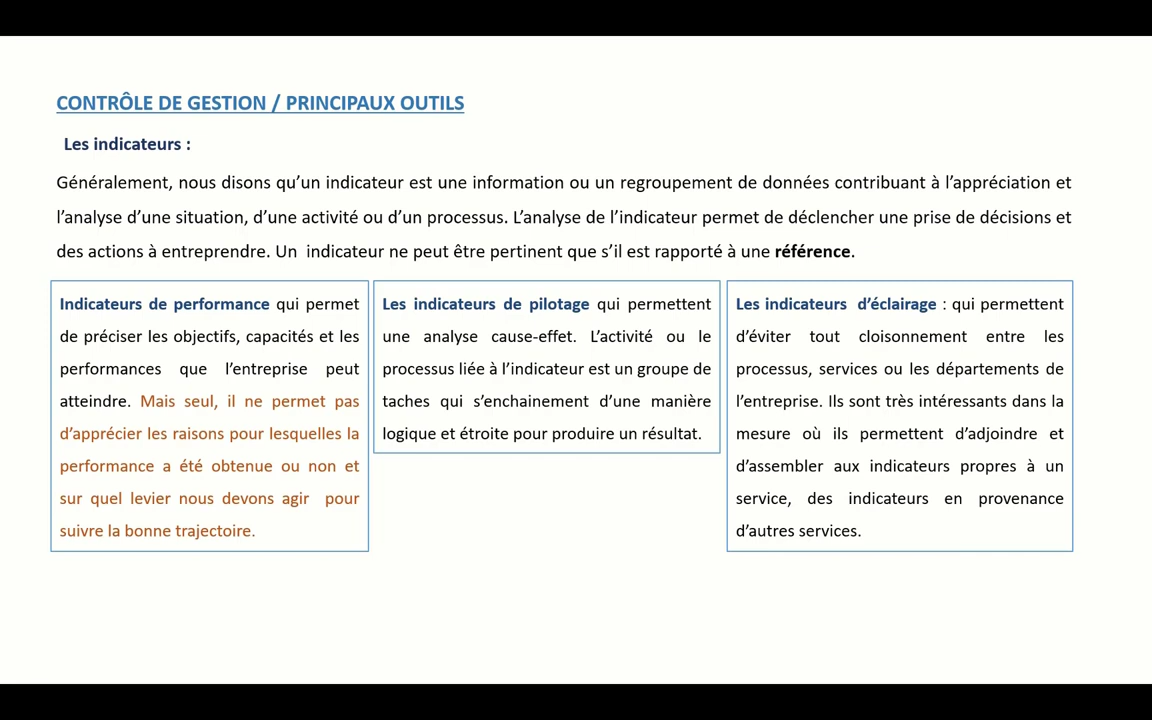 CONTRÔLE DE GESTION / PRINCIPAUX OUTILS
Les indicateurs :
Généralement, nous disons qu’un indicateur est une information ou un regroupement de données contribuant à l’appréciation et
l’analyse d’une situation, d’une activité ou d’un processus. L’analyse de l’indicateur permet de déclencher une prise de décisions et
des actions à entreprendre. Un indicateur ne peut être pertinent que s’il est rapporté à une référence.
Indicateurs de performance qui permet
de préciser les objectifs, capacités et les
performances que l’entreprise peut
atteindre. Mais seul, il ne permet pas
d’apprécier les raisons pour lesquelles la
performance a été obtenue ou non et
sur quel levier nous devons agir pour
suivre la bonne trajectoire.
Les indicateurs de pilotage qui permettent
une analyse cause-effet. L’activité ou le
processus liée à l’indicateur est un groupe de
taches qui s’enchainement d’une manière
logique et étroite pour produire un résultat.
Les indicateurs d’éclairage : qui permettent
d’éviter tout cloisonnement entre les
processus, services ou les départements de
l’entreprise. Ils sont très intéressants dans la
mesure où ils permettent d’adjoindre et
d’assembler aux indicateurs propres à un
service, des indicateurs en provenance
d’autres services.